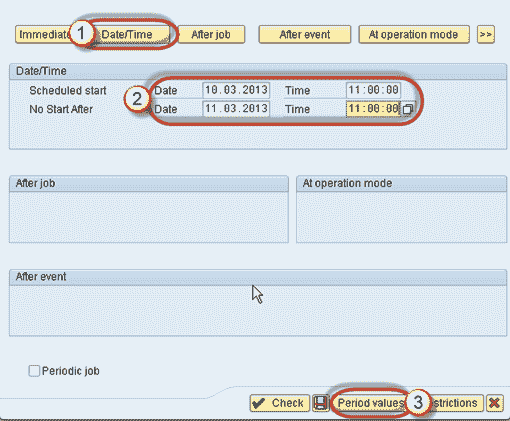 Immediate 1 Date/Time After job After event At operation mode >>
Date/Time
Scheduled start Date 10.03.2013 Time 11:00:00
2
No Start After Date 11.03.2013 Time 11:00:00
After job At operation mode
After event
Periodic job
Check Period values 3 strictions